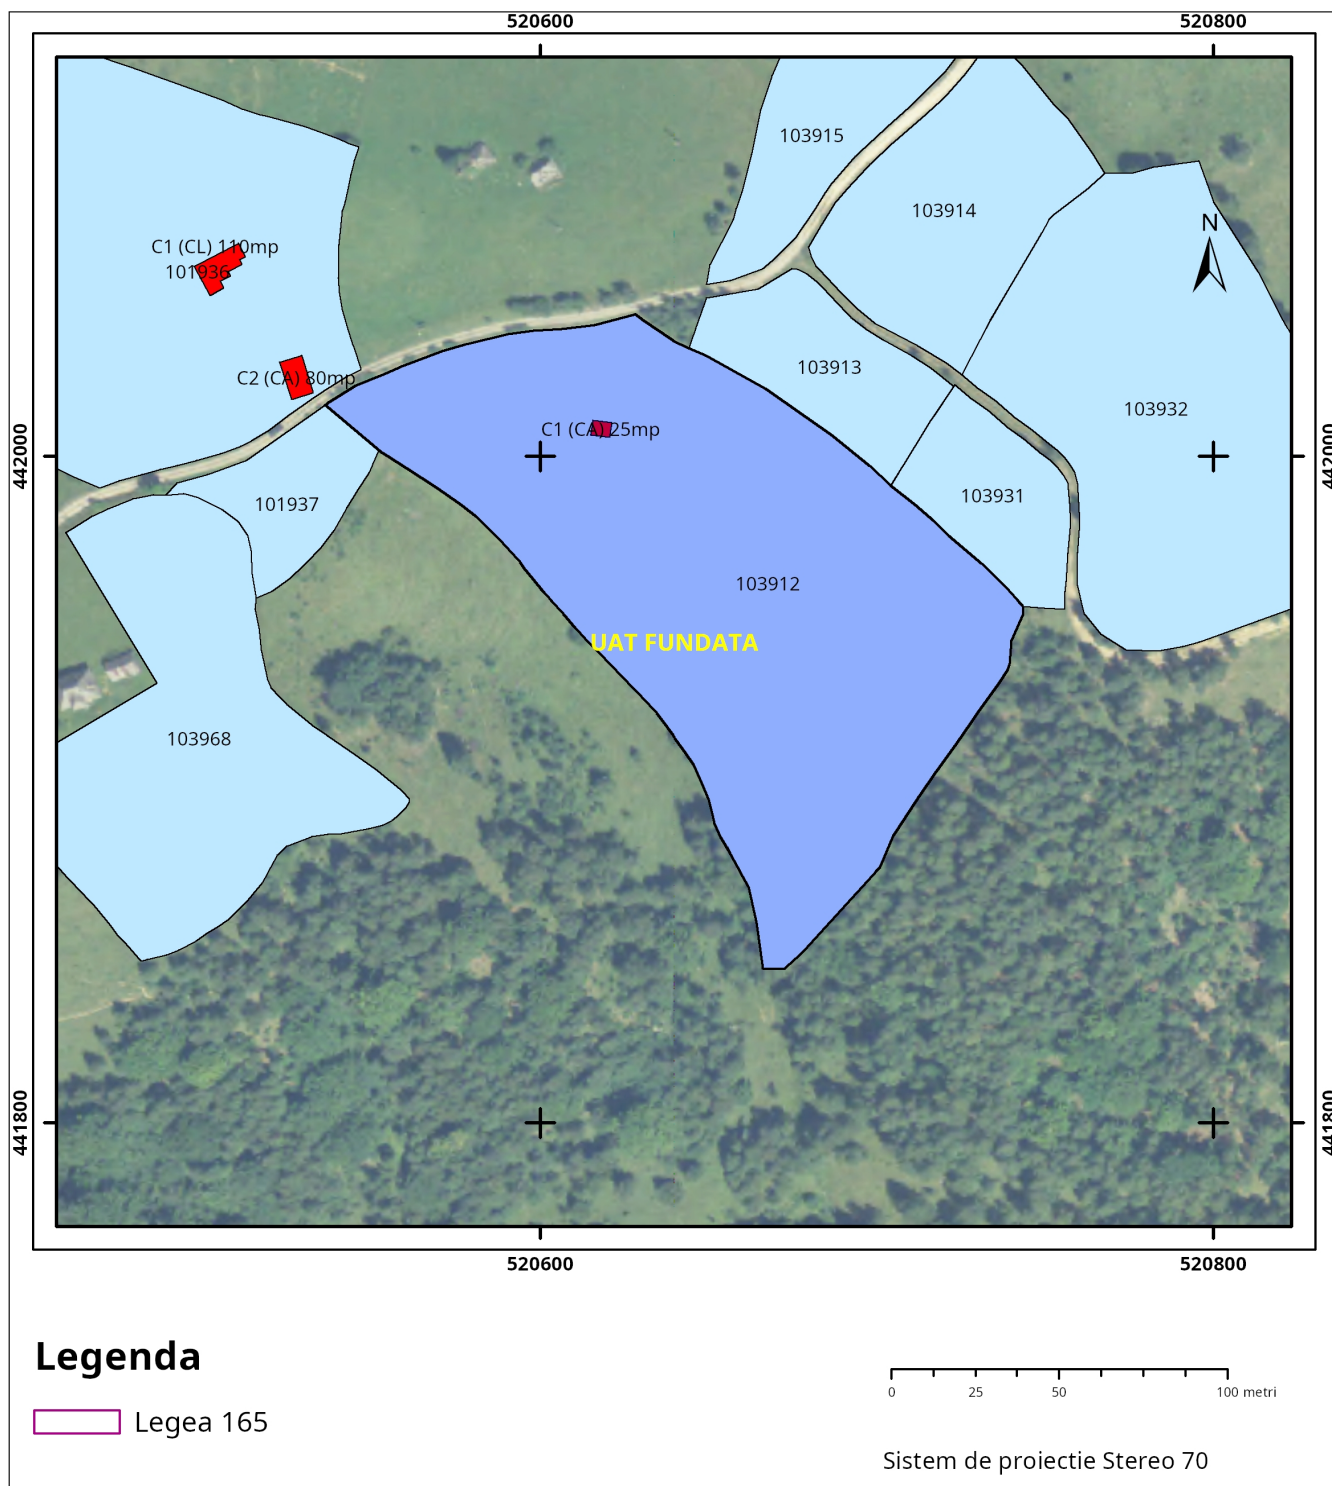 520600
520800
103915
103914
C1 (CL) 110mp
101936
N
C2 (CA) 80mp
103913
103932
C1 (CA) 25mp
442000
442000
101937
103931
103912
UAT FUNDATA
103968
441800
441800
520600
520800
Legenda
Legea 165
0
25
50
100 metri
Sistem de proiectie Stereo 70